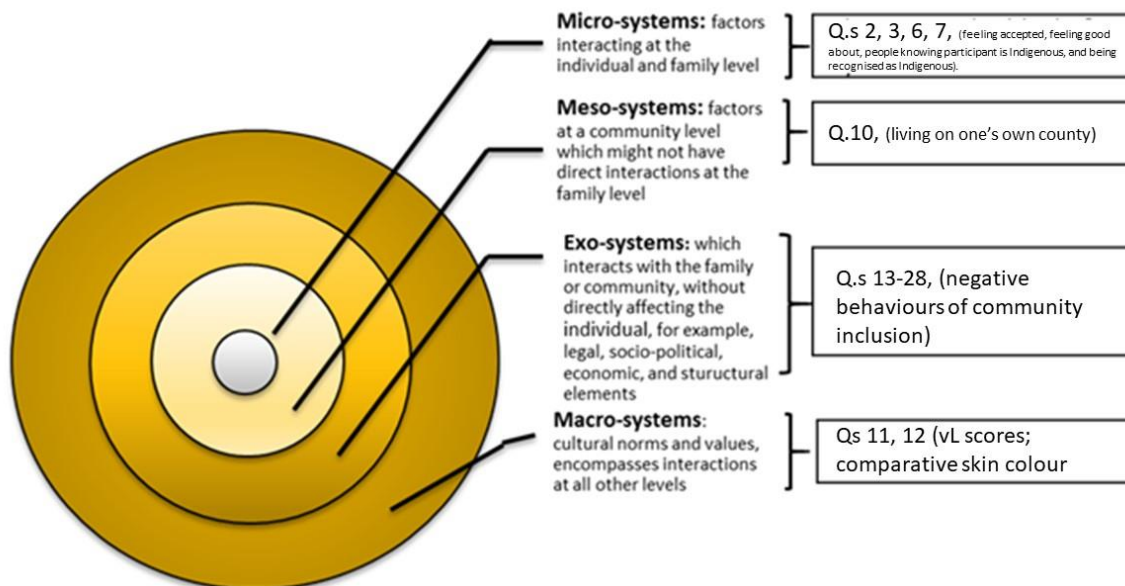 Micro-systems: factors
interacting at the
individual and family level
Q.s 2, 3, 6, 7, (feeling accepted, feeling good
about, people knowing participant is Indigenous, and being
recognised as Indigenous).
Meso-systems: factors
at a community level
which might not have
direct interactions at the
family level
Q.10, (living on one's own county)
Exo-systems: which
interacts with the family
or community, without
directly affecting the
individual, for example,
legal, socio-political,
economic, and sturuc­tural
elements
Q.s 13-28, (negative
behaviours of community
inclusion)
Macro-systems:
cultural norms and values,
encompasses interactions
at all other levels
Qs 11, 12 (vL scores;
comparative skin colour